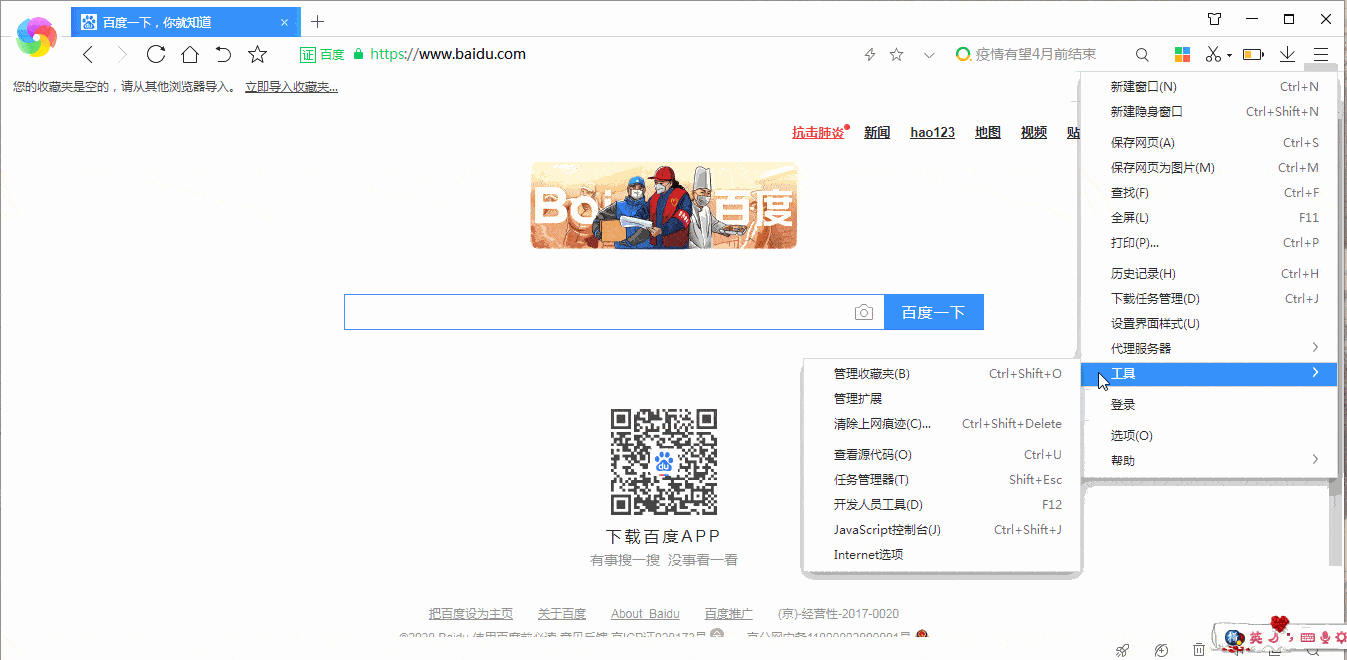 百度一下，你就知道
证 百度 https://www.baidu.com
疫情有望4月前结束
您的收藏夹是空的，请从其他浏览器导入。 立即导入收藏夹...
抗击肺炎 新闻 hao123 地图 视频 贴
Bai 百度
百度一下
下载百度APP
有事搜一搜 没事看一看
把百度设为主页 关于百度 About Baidu 百度推广 (京)-经营性-2017-0020
新建窗口(N) Ctrl+N
新建隐身窗口 Ctrl+Shift+N
保存网页(A) Ctrl+S
保存网页为图片(M) Ctrl+M
查找(F) Ctrl+F
全屏(L) F11
打印(P)... Ctrl+P
历史记录(H) Ctrl+H
下载任务管理(D) Ctrl+J
设置界面样式(U)
代理服务器
工具
登录
选项(O)
帮助
管理收藏夹(B) Ctrl+Shift+O
管理扩展
清除上网痕迹(C)... Ctrl+Shift+Delete
查看源代码(O) Ctrl+U
任务管理器(T) Shift+Esc
开发人员工具(D) F12
JavaScript控制台(J) Ctrl+Shift+J
Internet选项
英